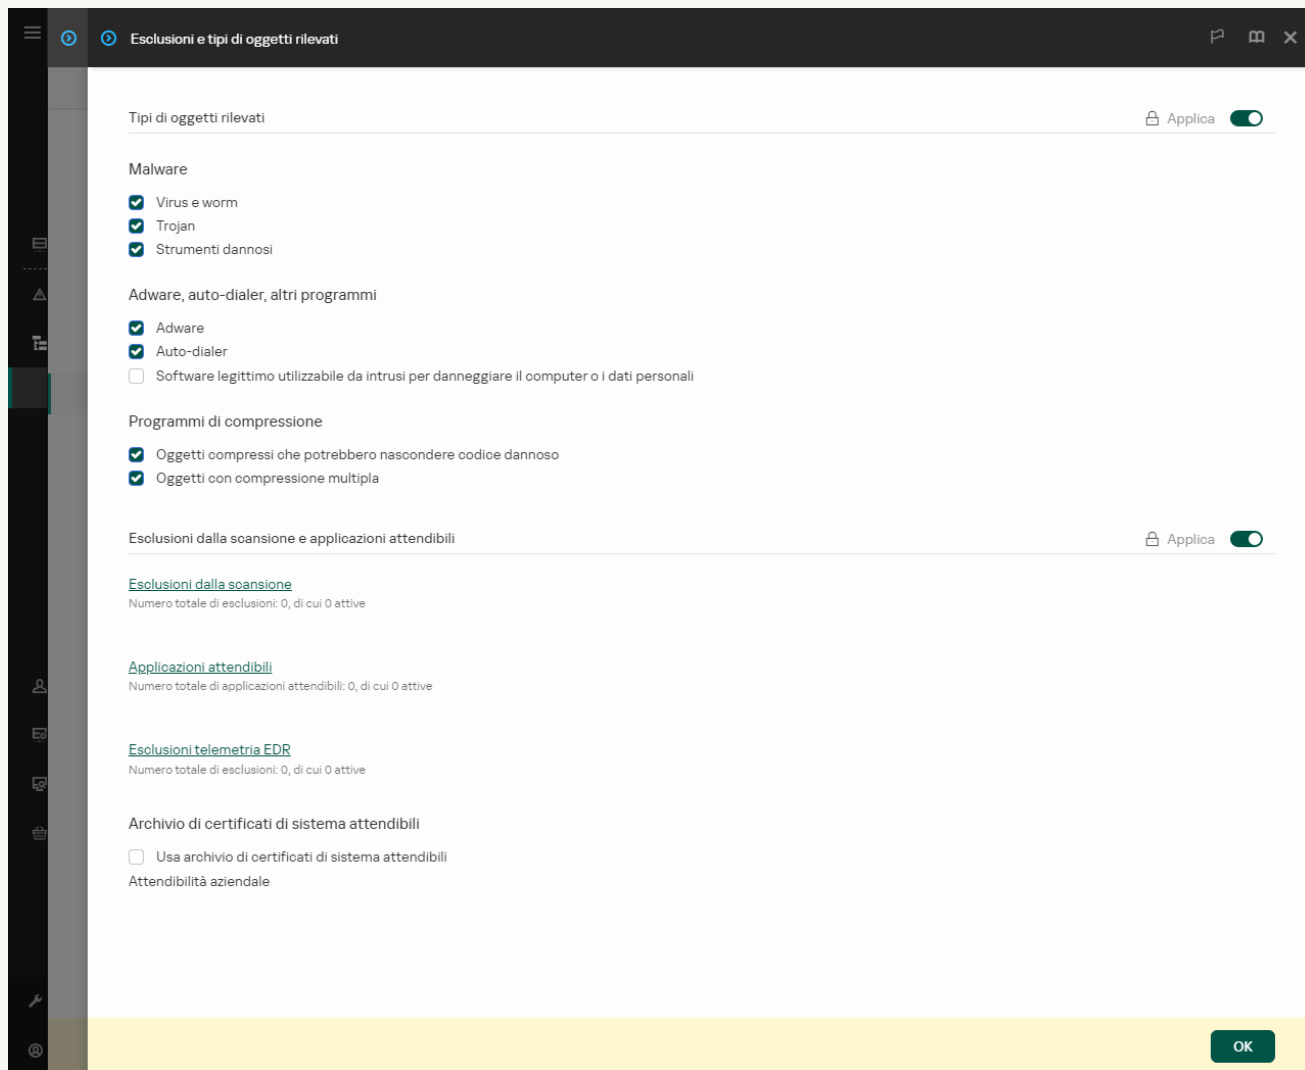 Esclusioni e tipi di oggetti rilevati
Tipi di oggetti rilevati
Applica
Malware
Virus e worm
Trojan
Strumenti dannosi
Adware, auto-dialer, altri programmi
Adware
Auto-dialer
Software legittimo utilizzabile da intrusi per danneggiare il computer o i dati personali
Programmi di compressione
Oggetti compressi che potrebbero nascondere codice dannoso
Oggetti con compressione multipla
Esclusioni dalla scansione e applicazioni attendibili
Applica
Esclusioni dalla scansione
Numero totale di esclusioni: 0, di cui 0 attive
Applicazioni attendibili
Numero totale di applicazioni attendibili: 0, di cui 0 attive
Esclusioni telemetria EDR
Numero totale di esclusioni: 0, di cui 0 attive
Archivio di certificati di sistema attendibili
Usa archivio di certificati di sistema attendibili
Attendibilità aziendale
OK